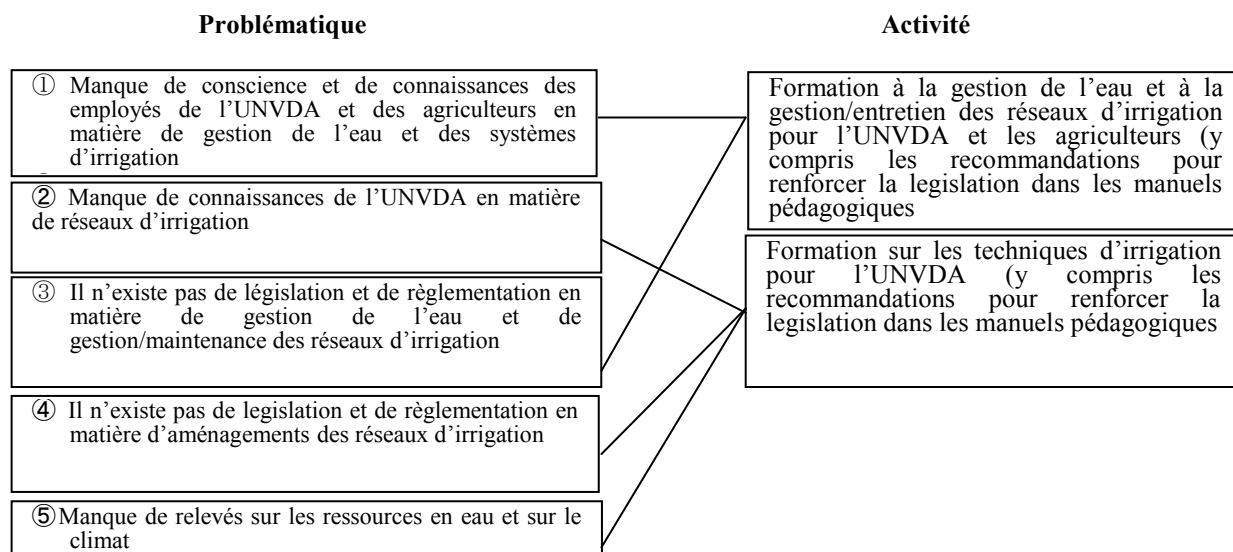 Problématique
Activité
① Manque de conscience et de connaissances des
employés de l’UNVDA et des agriculteurs en
matière de gestion de l’eau et des systèmes
d’irrigation
② Manque de connaissances de l’UNVDA en matière
de réseaux d’irrigation
③ Il n’existe pas de législation et de règlementation en
matière de gestion de l’eau et de
gestion/maintenance des réseaux d’irrigation
④ Il n’existe pas de legislation et de règlementation en
matière d’aménagements des réseaux d’irrigation
⑤Manque de relevés sur les ressources en eau et sur le
climat
Formation à la gestion de l’eau et à la
gestion/entretien des réseaux d’irrigation
pour l’UNVDA et les agriculteurs (y
compris les recommandations pour
renforcer la legislation dans les manuels
pédagogiques
Formation sur les techniques d’irrigation
pour l’UNVDA (y compris les
recommandations pour renforcer la
legislation dans les manuels pédagogiques